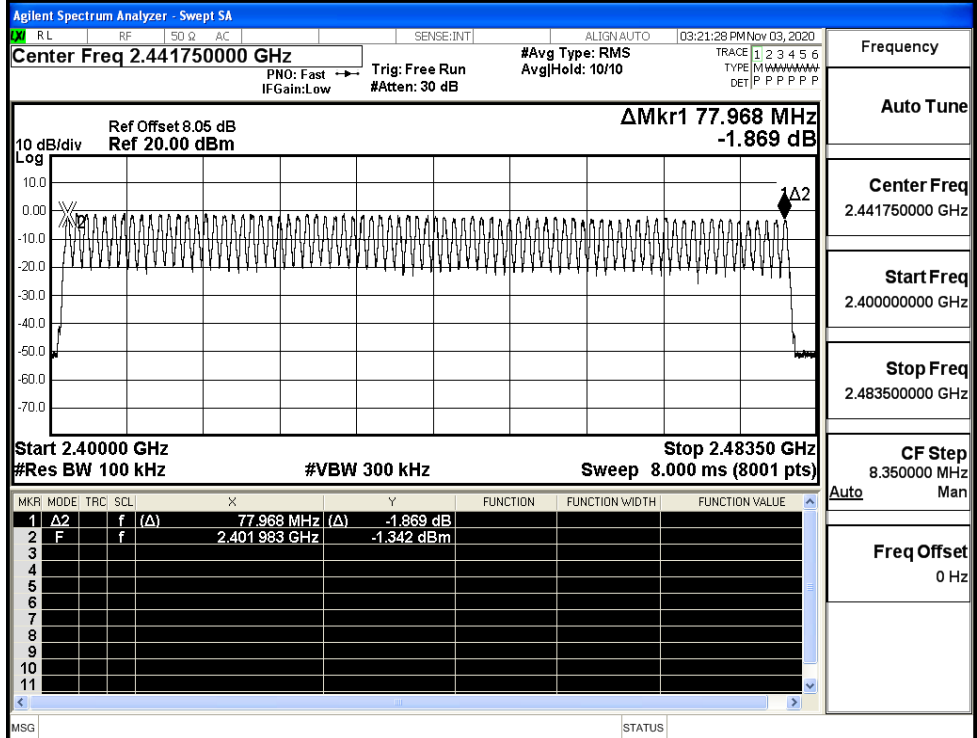 Agilent Spectrum Analyzer - Swept SA
LXI RL RF 50 Ω AC SENSE:INT ALIGN AUTO 03:21:28 PM Nov 03, 2020
Center Freq 2.441750000 GHz
PNO: Fast
IFGain:Low
Trig: Free Run
#Atten: 30 dB
#Avg Type: RMS
Avg|Hold: 10/10
TRACE 1 2 3 4 5 6
TYPE M WWWWW
DET P P P P P P
Ref Offset 8.05 dB
10 dB/div Ref 20.00 dBm
Log
ΔMkr1 77.968 MHz
-1.869 dB
10.0
0.00
-10.0
-20.0
-30.0
-40.0
-50.0
-60.0
-70.0
2
1Δ2
Start 2.40000 GHz Stop 2.48350 GHz
#Res BW 100 kHz #VBW 300 kHz Sweep 8.000 ms (8001 pts)
MKR MODE TRC SCL X Y FUNCTION FUNCTION WIDTH FUNCTION VALUE
1 Δ2 f (Δ) 77.968 MHz (Δ) -1.869 dB
2 F f 2.401 983 GHz -1.342 dBm
3
4
5
6
7
8
9
10
11
MSG STATUS
Frequency
Auto Tune
Center Freq
2.441750000 GHz
Start Freq
2.400000000 GHz
Stop Freq
2.483500000 GHz
CF Step
8.350000 MHz
Auto Man
Freq Offset
0 Hz